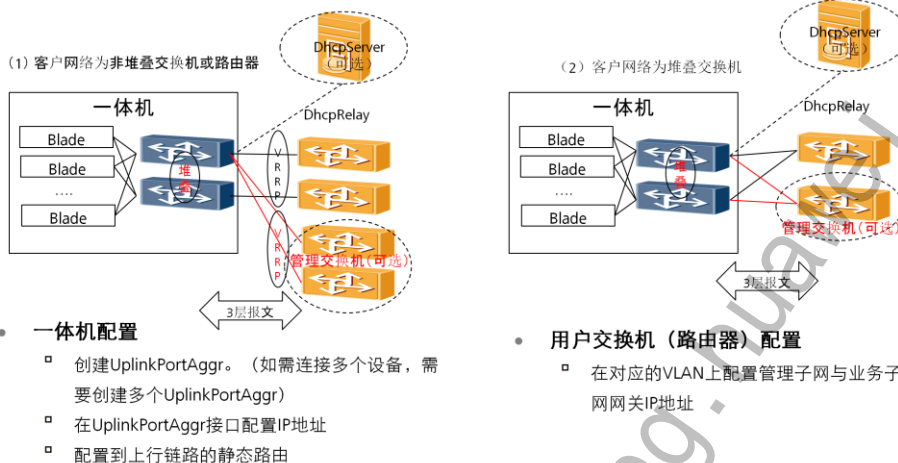 （1）客户网络为非堆叠交换机或路由器
DhcpServer
（可选）
一体机
DhcpRelay
Blade
Blade
....
Blade
堆
叠
V
R
R
P
V
R
R
P
管理交换机(可选)
3层报文
（2）客户网络为堆叠交换机
DhcpServer
（可选）
一体机
DhcpRelay
Blade
Blade
....
Blade
堆
叠
管理交换机(可选)
3层报文
• 一体机配置
▫ 创建UplinkPortAggr。（如需连接多个设备，需
要创建多个UplinkPortAggr）
▫ 在UplinkPortAggr接口配置IP地址
▫ 配置到上行链路的静态路由
• 用户交换机（路由器）配置
▫ 在对应的VLAN上配置管理子网与业务子
网网关IP地址
ng.huawei